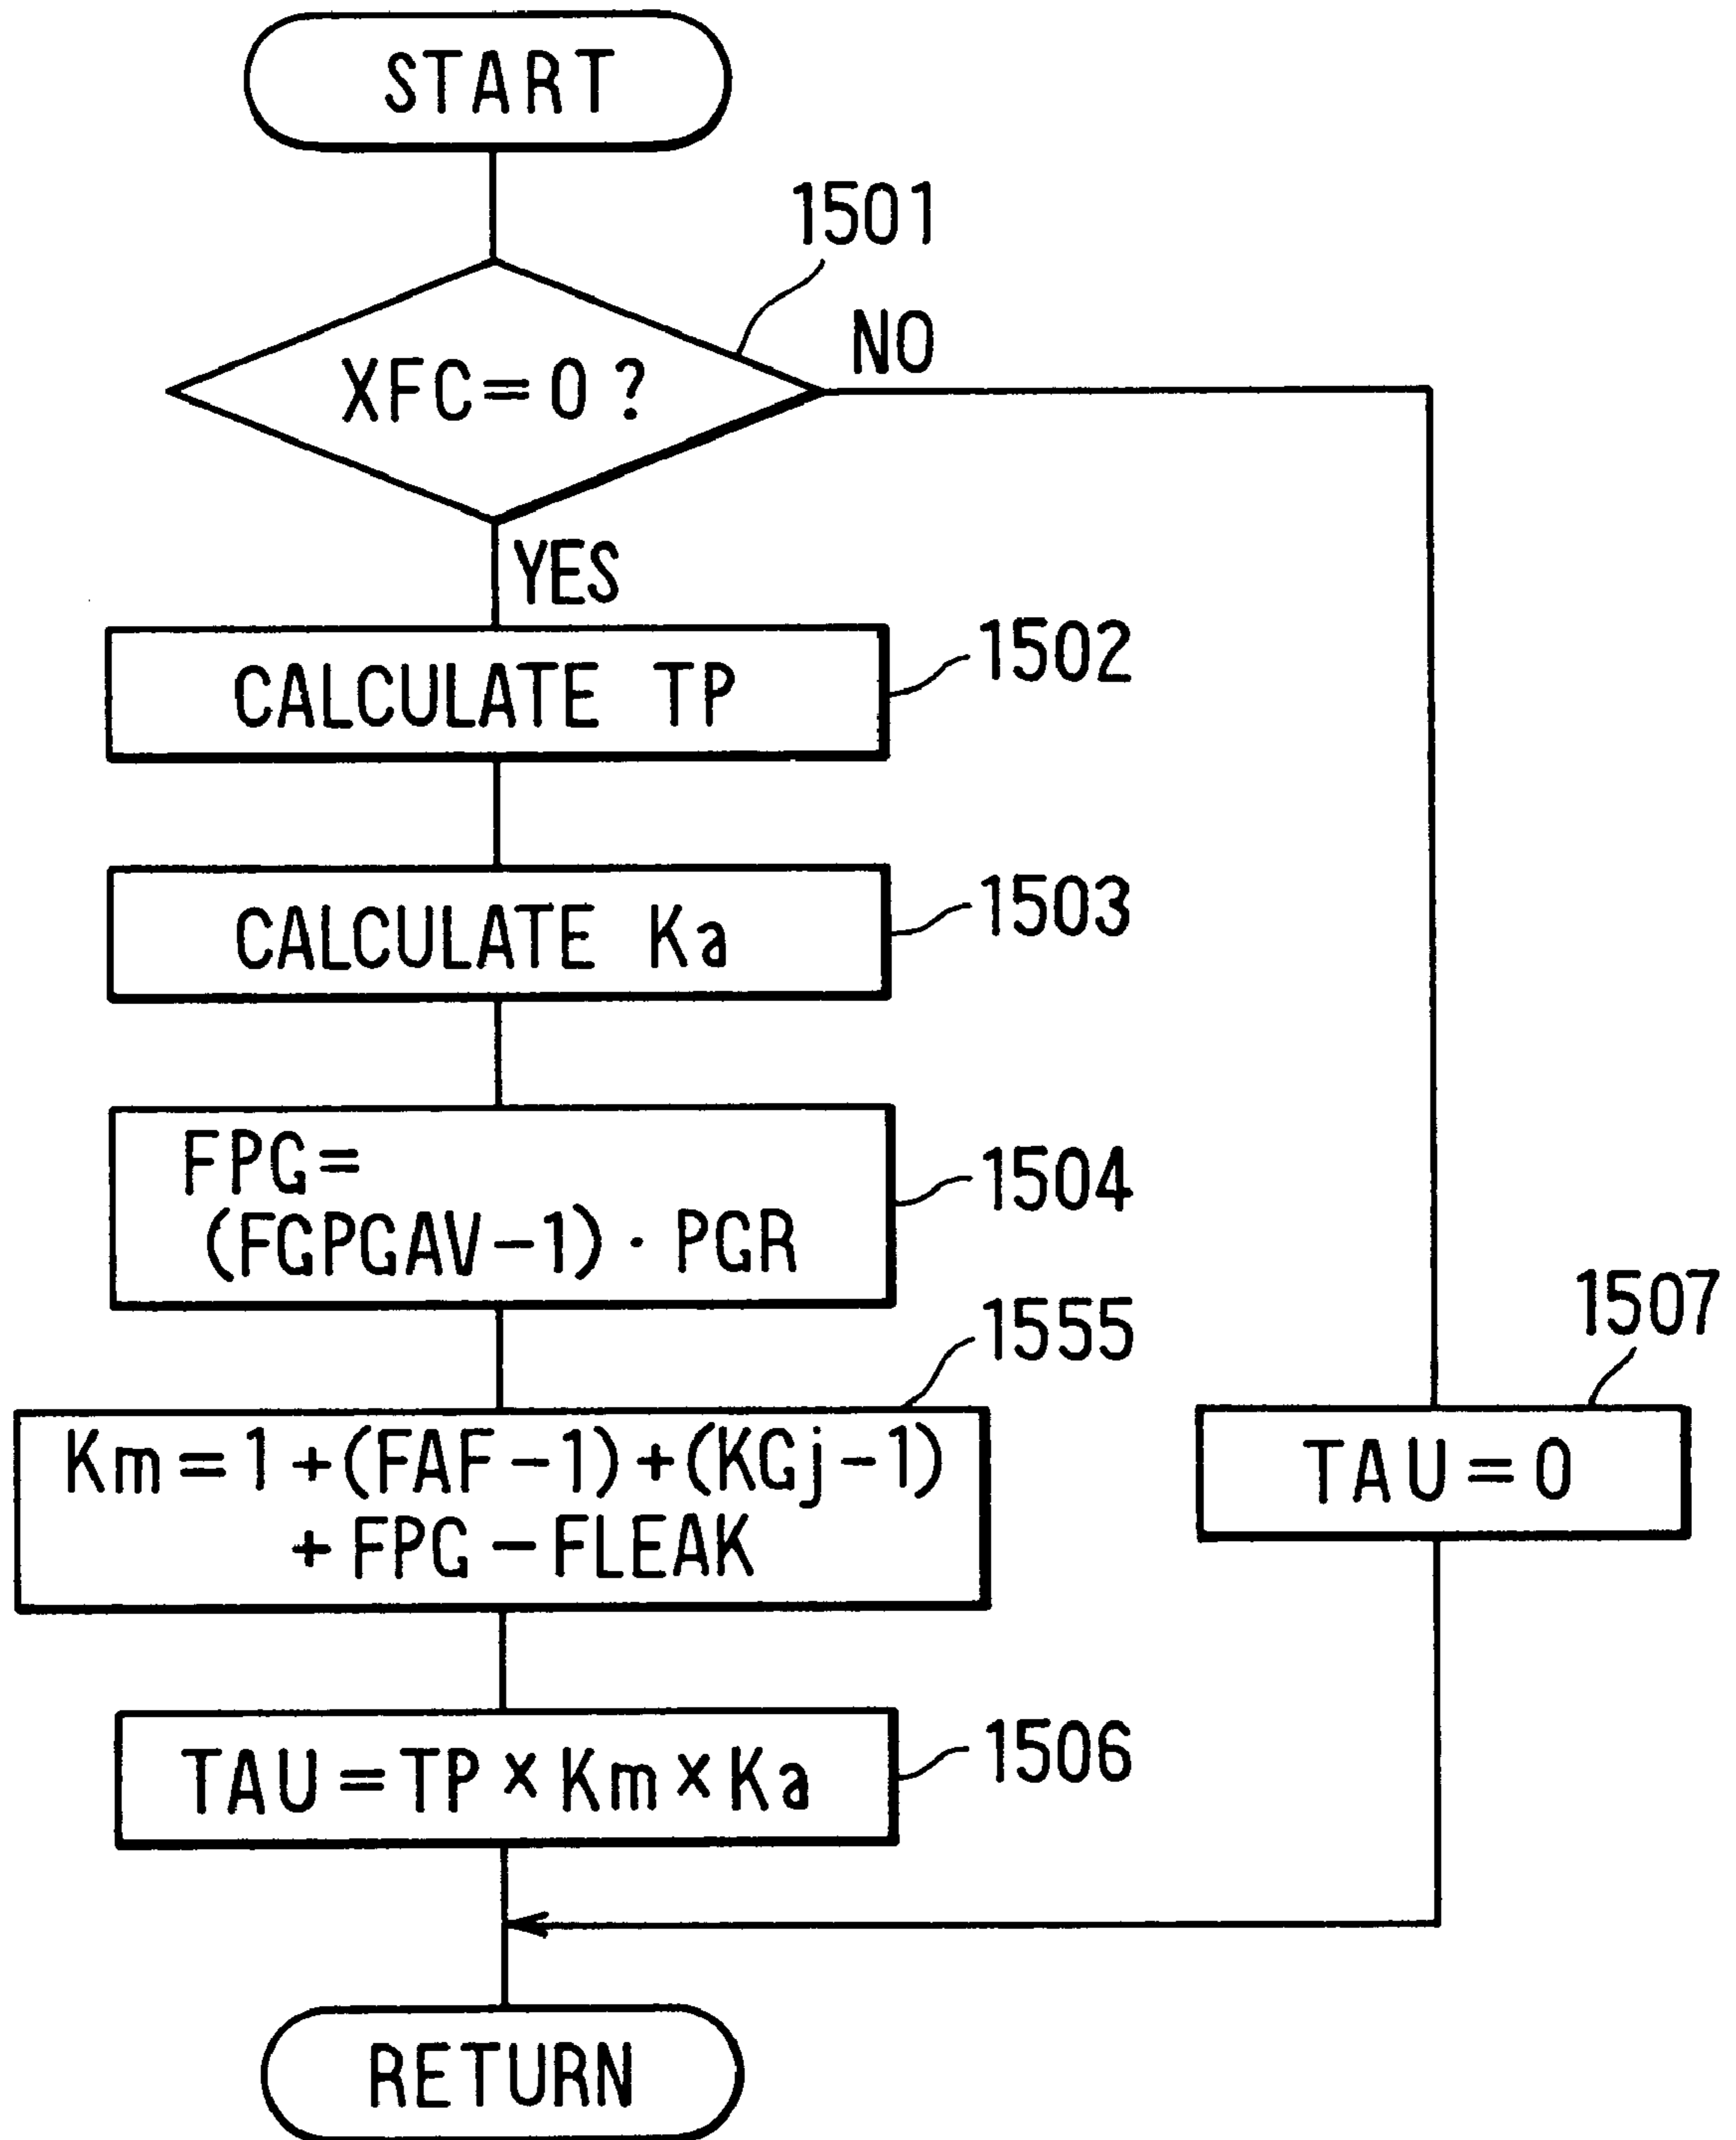 START
1501
XFC=0?
NO
YES
CALCULATE TP
1502
CALCULATE Ka
1503
FPG=
(FGPGAV-1)·PGR
1504
1555
Km=1+(FAF-1)+(KGj-1)
+FPG-FLEAK
1507
TAU=0
TAU=TP×Km×Ka
1506
RETURN